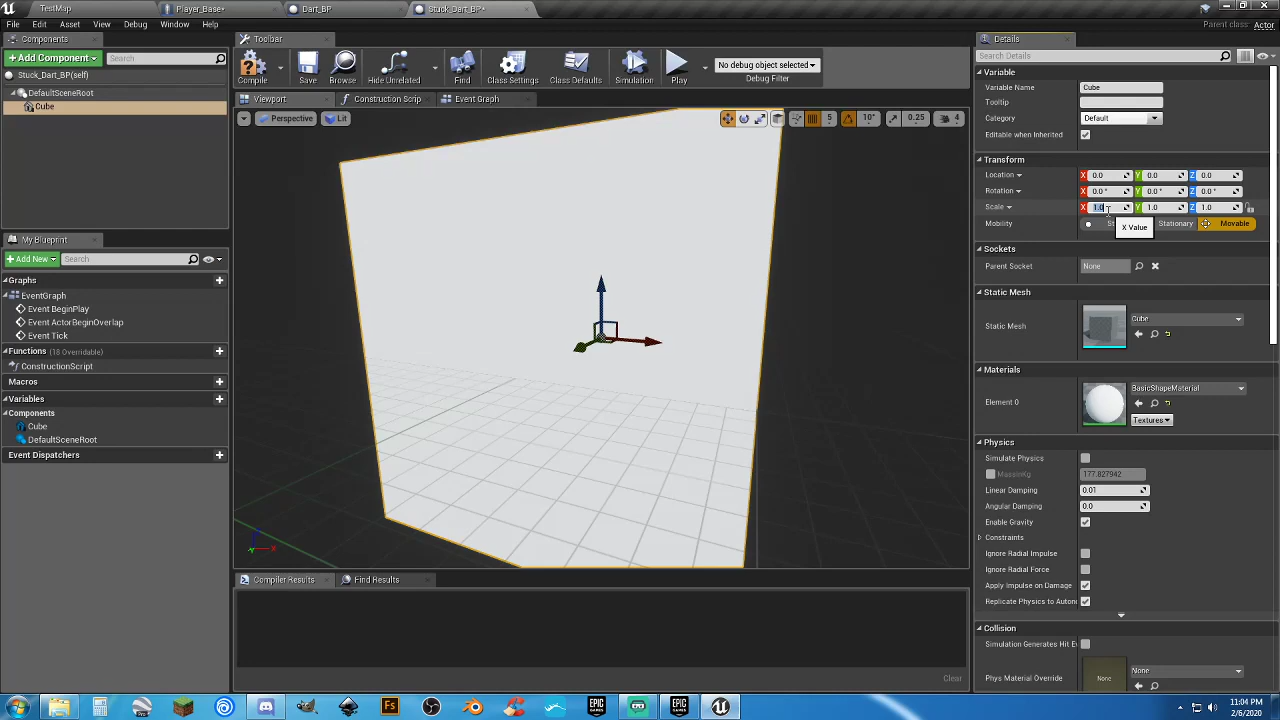 TestMap
Player_Base*
Dart_BP
Stuck_Dart_BP*
File Edit Asset View Debug Window Help
Parent class: Actor
Components
+ Add Component
Search
Stuck_Dart_BP(self)
DefaultSceneRoot
Cube
My Blueprint
+ Add New
Search
Graphs
EventGraph
Event BeginPlay
Event ActorBeginOverlap
Event Tick
Functions (18 Overridable)
ConstructionScript
Macros
Variables
Components
Cube
DefaultSceneRoot
Event Dispatchers
Toolbar
Compile Save Browse Hide Unrelated Find Class Settings Class Defaults Simulation Play
No debug object selected
Debug Filter
Viewport Construction Scrip Event Graph
Perspective Lit
5 10° 0.25 4
Compiler Results Find Results
Clear
Details
Search Details
Variable
Variable Name Cube
Tooltip
Category Default
Editable when Inherited
Transform
Location X 0.0 Y 0.0 Z 0.0
Rotation X 0.0 ° Y 0.0 ° Z 0.0 °
Scale X 1.0 Y 1.0 Z 1.0
Mobility St Stationary Movable
X Value
Sockets
Parent Socket None
Static Mesh
Static Mesh Cube
Materials
Element 0 BasicShapeMaterial
Textures
Physics
Simulate Physics
MassInKg 177.827942
Linear Damping 0.01
Angular Damping 0.0
Enable Gravity
Constraints
Ignore Radial Impulse
Ignore Radial Force
Apply Impulse on Damage
Replicate Physics to Auton
Collision
Simulation Generates Hit E
Phys Material Override None None
11:04 PM
2/6/2020